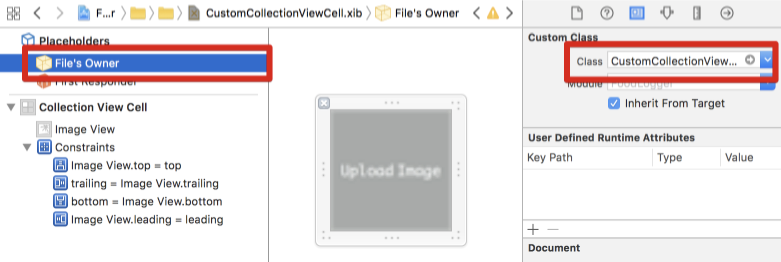 F...r
CustomCollectionViewCell.xib
File's Owner
Placeholders
File's Owner
First Responder
Collection View Cell
Image View
Constraints
Image View.top = top
trailing = Image View.trailing
bottom = Image View.bottom
Image View.leading = leading
Upload Image
Custom Class
Class CustomCollectionView...
Module FoodLogger
Inherit From Target
User Defined Runtime Attributes
Key Path Type Value
Document